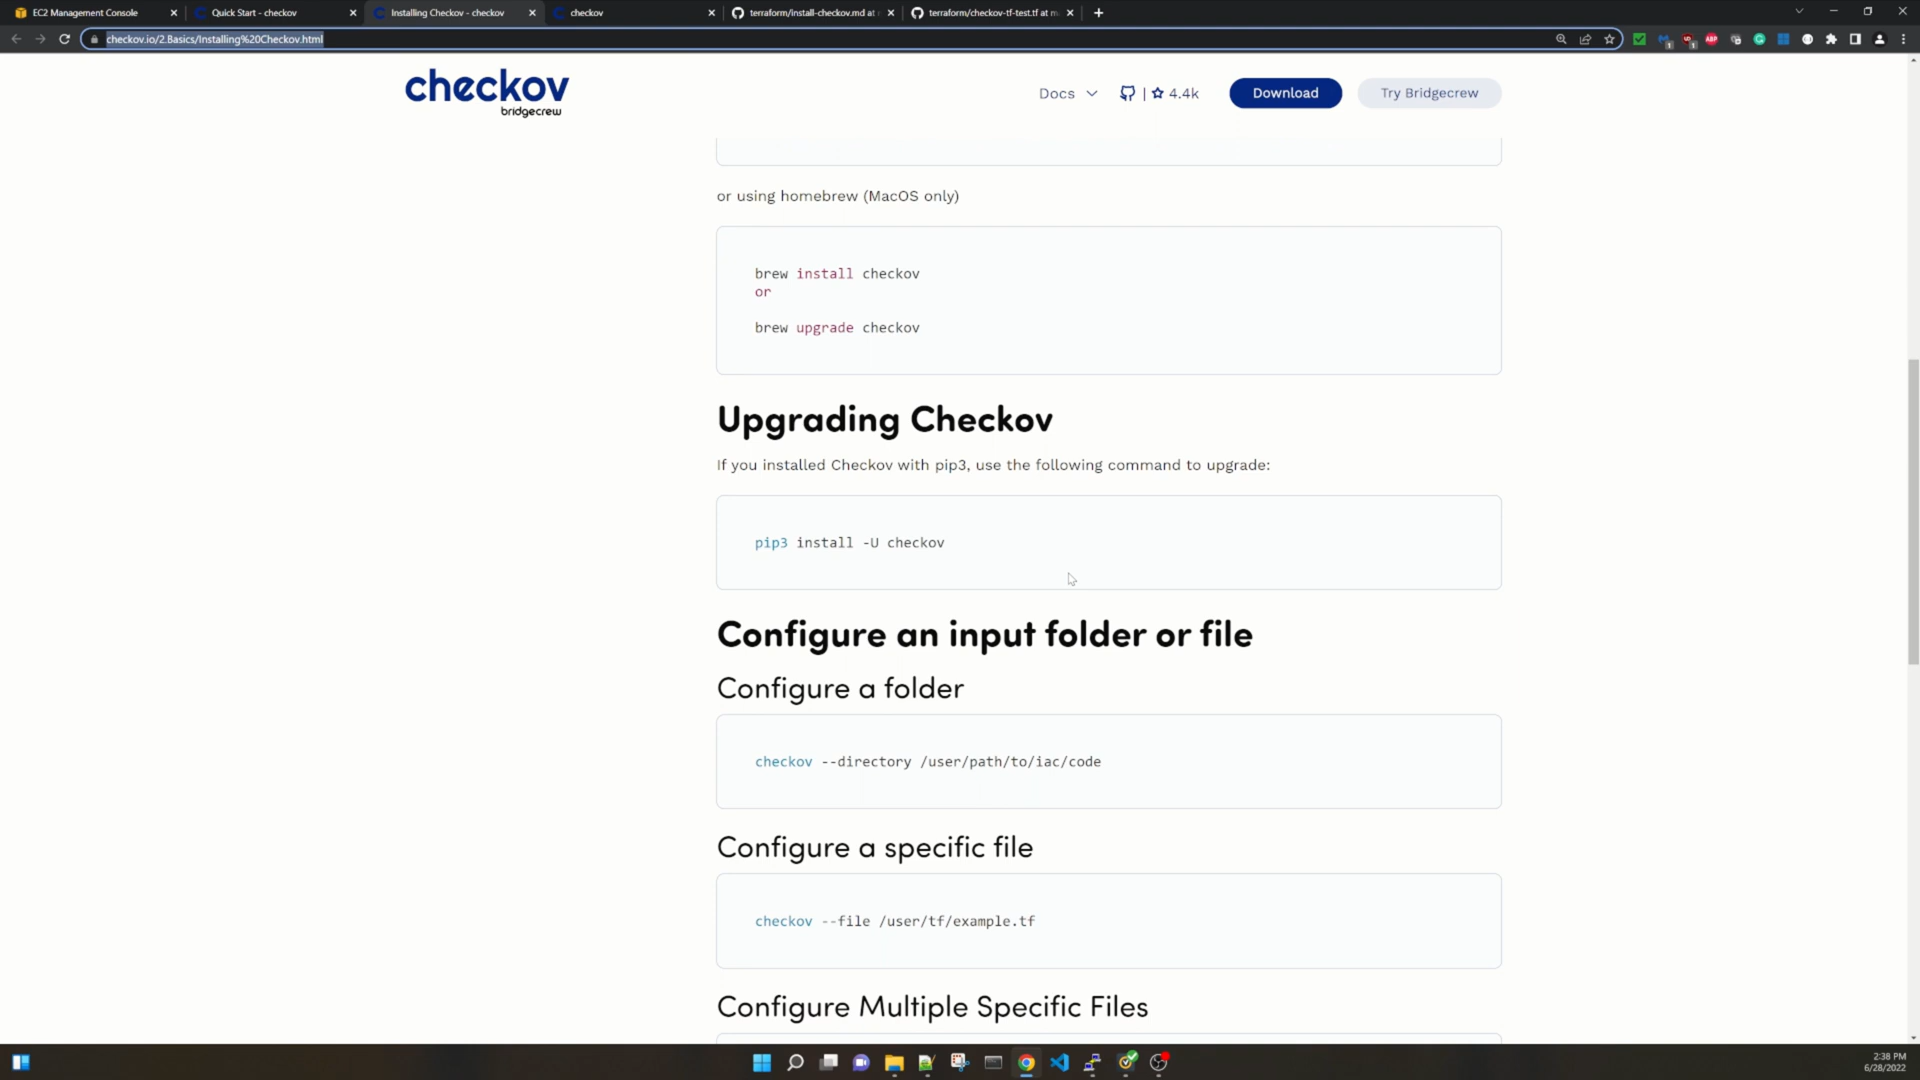 EC2 Management Console
Quick Start - checkov
Installing Checkov - checkov
checkov
terraform/install-checkov.md at
terraform/checkov-tf-test.tf at m
checkov.io/2.Basics/Installing%20Checkov.html
checkov
bridgecrew
Docs
| 4.4k
Download
Try Bridgecrew
or using homebrew (MacOS only)
brew install checkov
or
brew upgrade checkov
Upgrading Checkov
If you installed Checkov with pip3, use the following command to upgrade:
pip3 install -U checkov
Configure an input folder or file
Configure a folder
checkov --directory /user/path/to/iac/code
Configure a specific file
checkov --file /user/tf/example.tf
Configure Multiple Specific Files
2:38 PM
6/28/2022